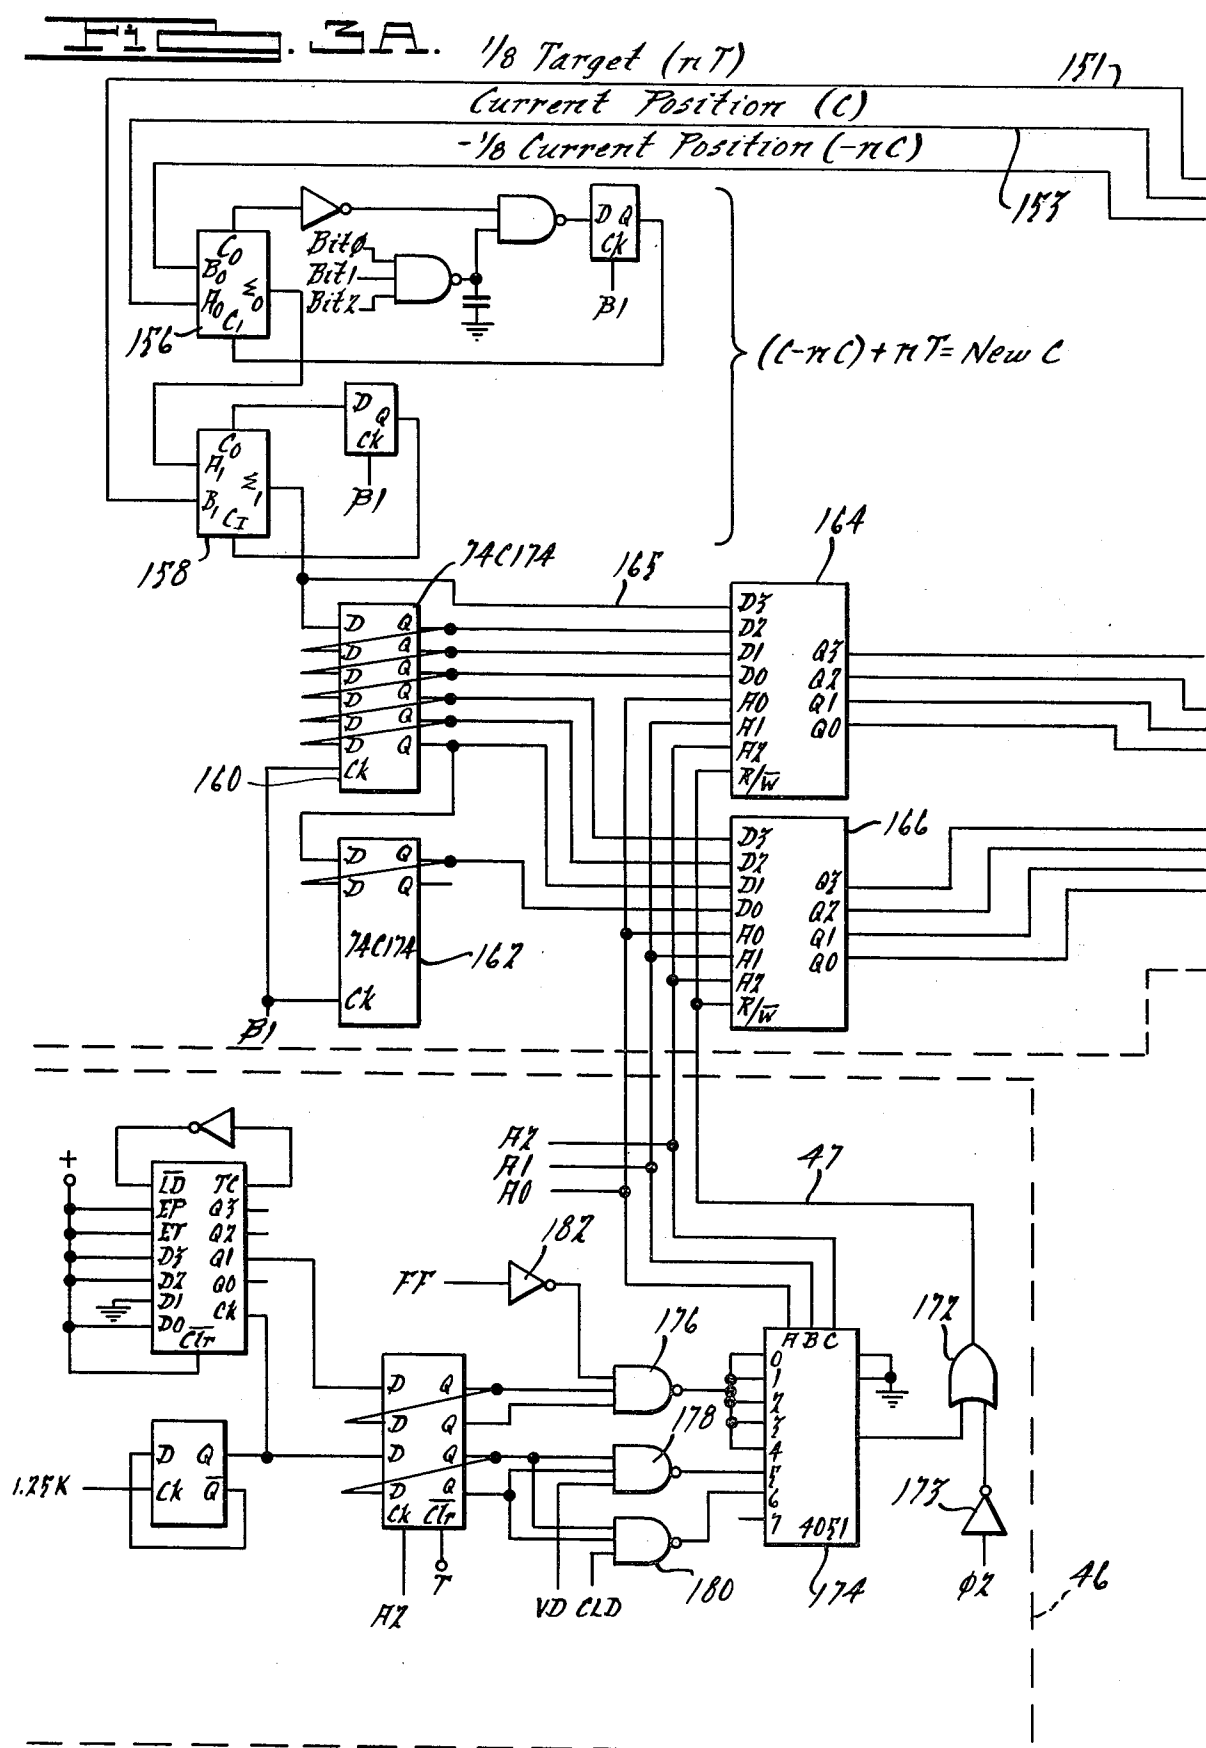 FIG. 3A.
1/8 Target (nT)
151
Current Position (C)
-1/8 Current Position (-nC)
153
C0
B0
A0
Σ0
C1
156
Bit0
Bit1
Bit2
D Q
Ck
B1
(C-nC)+nT= New C
D Q
Ck
B1
C0
A1
Σ1
B1
CI
158
74C174
165
164
D Q
D Q
D Q
D Q
D Q
D Q
Ck
160
D3
D2
D1
D0
A0
A1
A2
R/W̅
Q3
Q2
Q1
Q0
D Q
D Q
74C174
Ck
162
B1
166
D3
D2
D1
D0
A0
A1
A2
R/W̅
Q3
Q2
Q1
Q0
A2
A1
A0
47
+
L̅D̅ TC
EP Q3
ET Q2
D3 Q1
D2 Q0
D1 Ck
D0 C̅l̅r̅
182
FF
176
178
180
D Q
D Q
D Q
D Q
Ck C̅l̅r̅
A2
T
1.25K
D Q
Ck Q̅
VD CLD
A B C
0
1
2
3
4
5
6
7
4051
174
172
173
Φ2
46